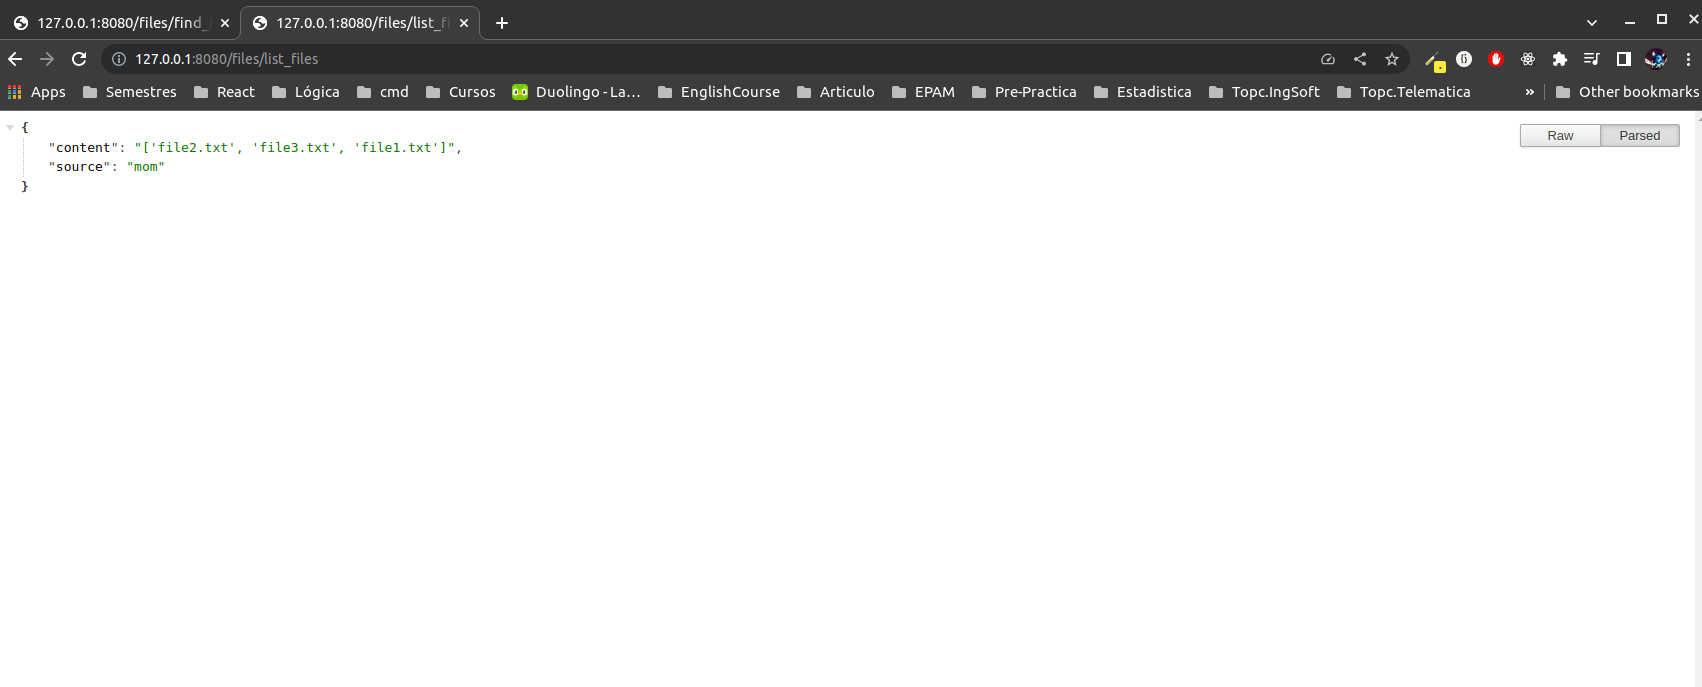 127.0.0.1:8080/files/find_
127.0.0.1:8080/files/list_fi
127.0.0.1:8080/files/list_files
Apps Semestres React Lógica cmd Cursos Duolingo - La... EnglishCourse Articulo EPAM Pre-Practica Estadistica Topc.IngSoft Topc.Telematica » Other bookmarks
{
"content": "['file2.txt', 'file3.txt', 'file1.txt']",
"source": "mom"
}
Raw Parsed